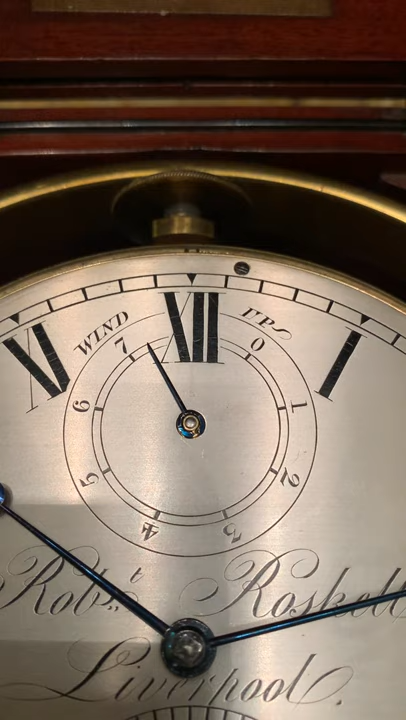 XI XII I
WIND UP
7 0
6 1
5 2
4 3
Robt. Roskell
Liverpool.